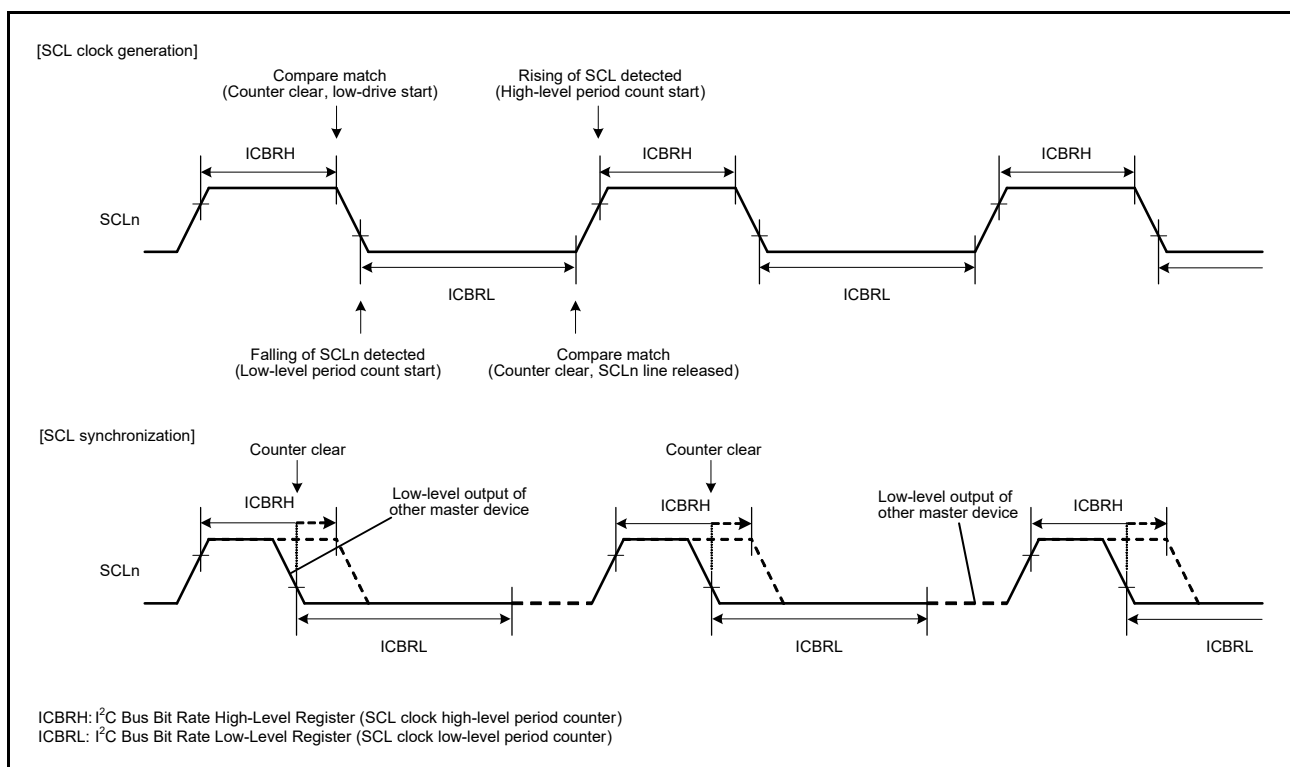 [SCL clock generation]
Compare match
(Counter clear, low-drive start)
Rising of SCL detected
(High-level period count start)
ICBRH
ICBRH
ICBRH
SCLn
ICBRL
ICBRL
Falling of SCLn detected
(Low-level period count start)
Compare match
(Counter clear, SCLn line released)
[SCL synchronization]
Counter clear
Counter clear
ICBRH
Low-level output of
other master device
ICBRH
Low-level output of
other master device
ICBRH
SCLn
ICBRL
ICBRL
ICBRL
ICBRH: I²C Bus Bit Rate High-Level Register (SCL clock high-level period counter)
ICBRL: I²C Bus Bit Rate Low-Level Register (SCL clock low-level period counter)